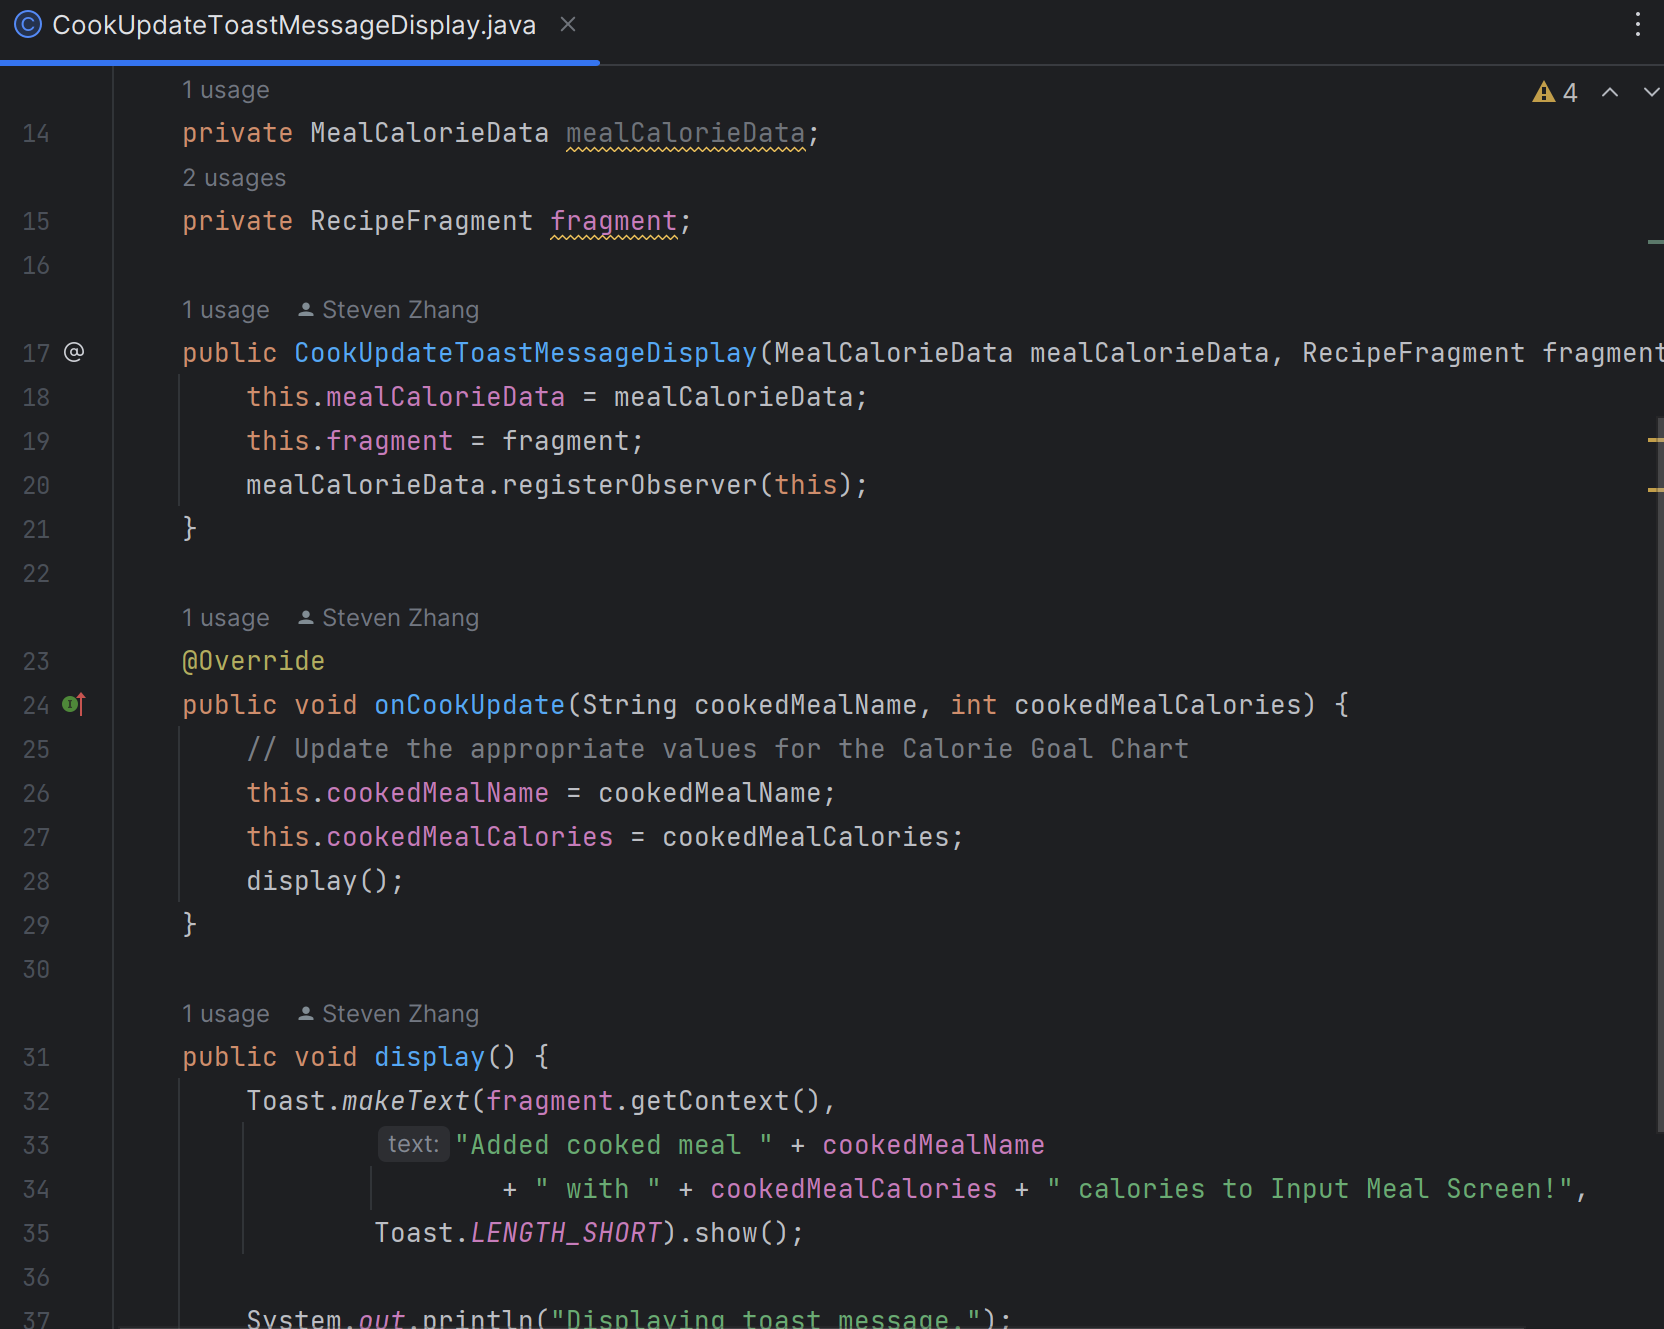 CookUpdateToastMessageDisplay.java
1 usage
4
14 private MealCalorieData mealCalorieData;
2 usages
15 private RecipeFragment fragment;
16
1 usage Steven Zhang
17 @ public CookUpdateToastMessageDisplay(MealCalorieData mealCalorieData, RecipeFragment fragment
18 this.mealCalorieData = mealCalorieData;
19 this.fragment = fragment;
20 mealCalorieData.registerObserver(this);
21 }
22
1 usage Steven Zhang
23 @Override
24 public void onCookUpdate(String cookedMealName, int cookedMealCalories) {
25 // Update the appropriate values for the Calorie Goal Chart
26 this.cookedMealName = cookedMealName;
27 this.cookedMealCalories = cookedMealCalories;
28 display();
29 }
30
1 usage Steven Zhang
31 public void display() {
32 Toast.makeText(fragment.getContext(),
33 text: "Added cooked meal " + cookedMealName
34 + " with " + cookedMealCalories + " calories to Input Meal Screen!",
35 Toast.LENGTH_SHORT).show();
36
37 System.out.println("Displaying toast message.");